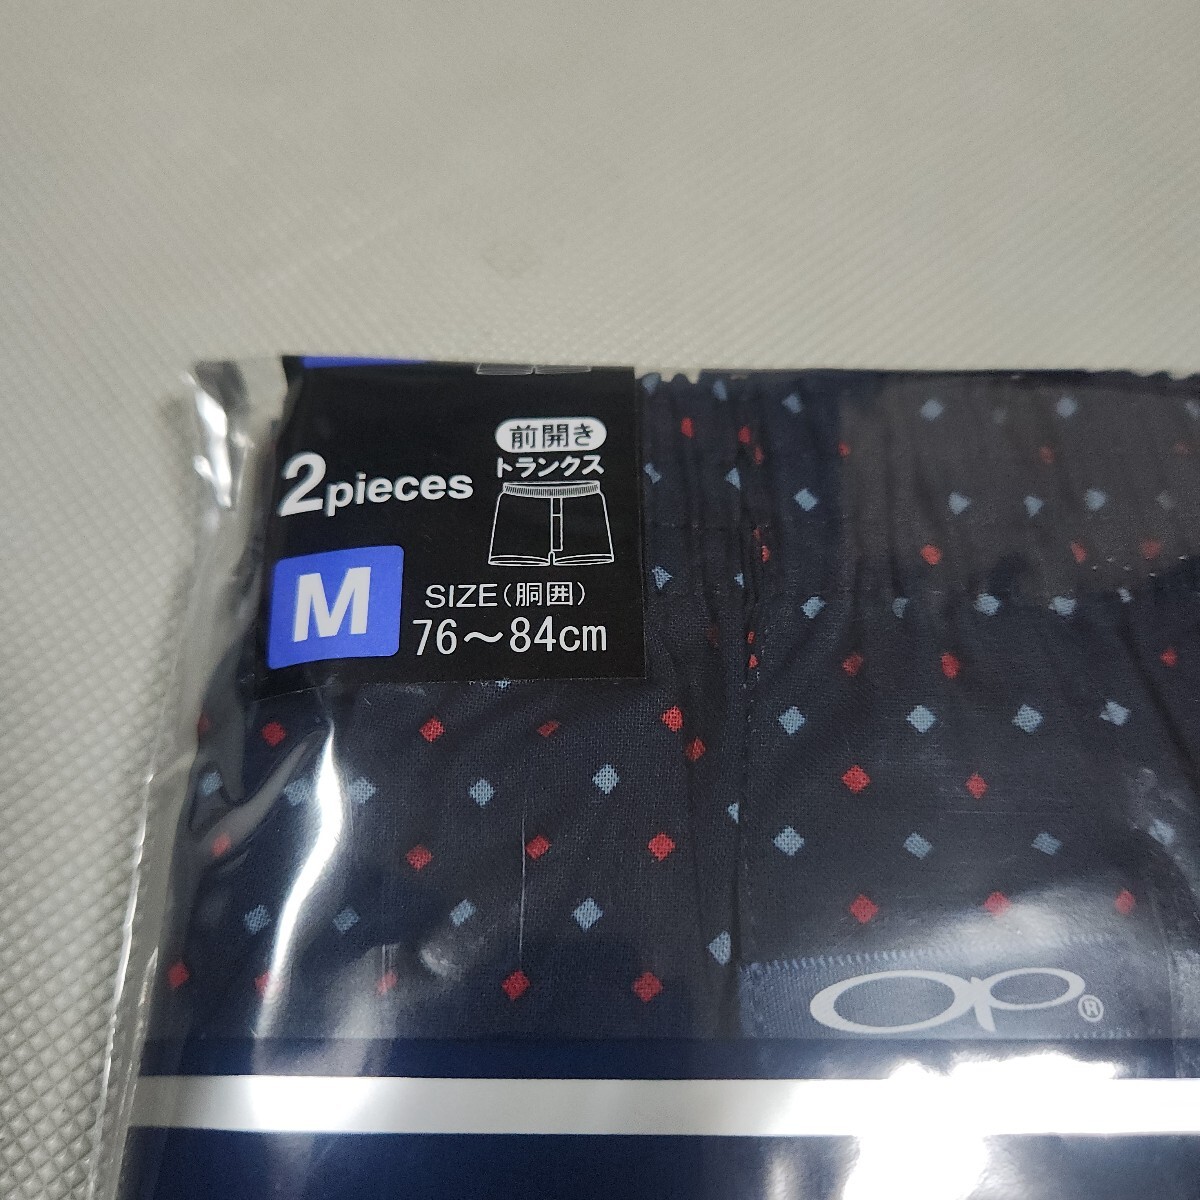 前開き
トランクス
2pieces
M
SIZE(胴囲)
76～84cm
OP®